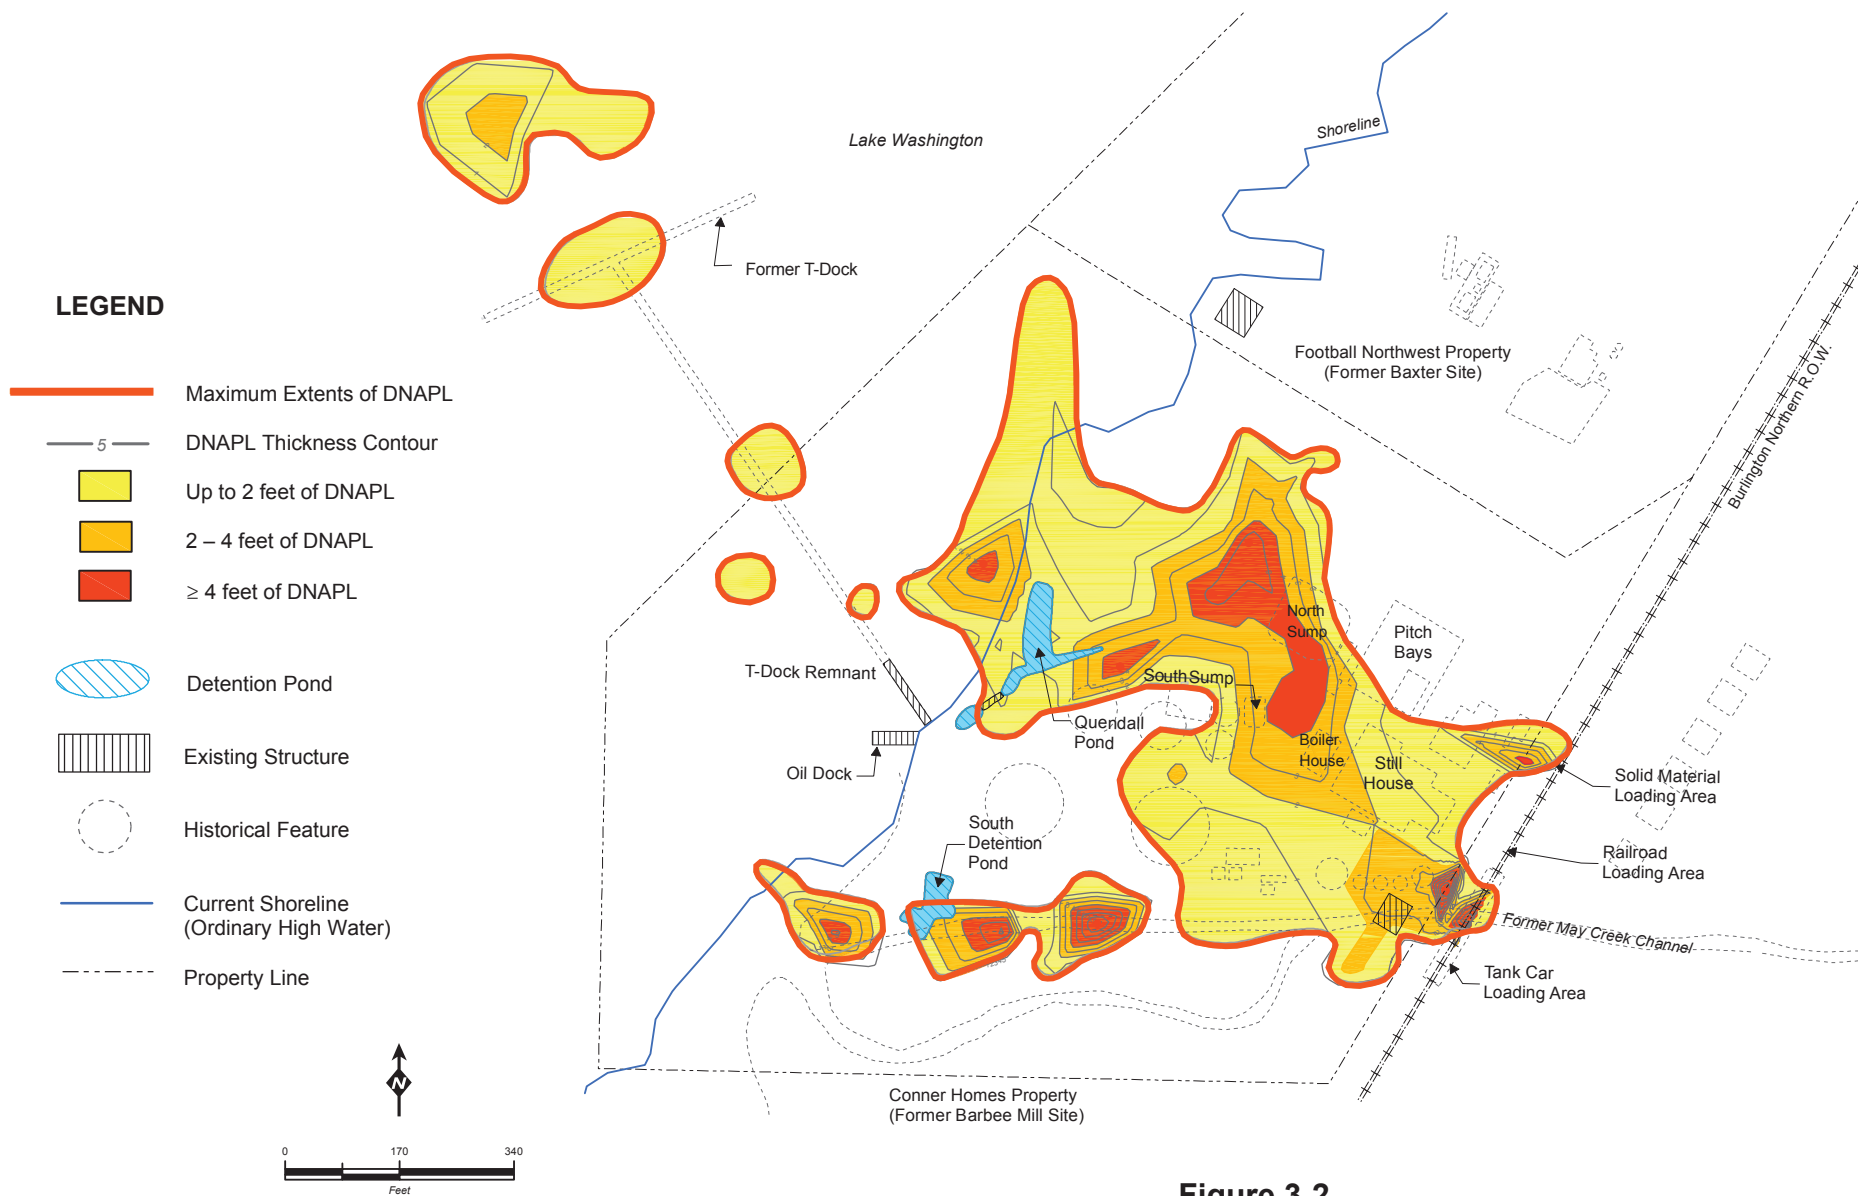 Lake Washington
Shoreline
Former T-Dock
LEGEND
Maximum Extents of DNAPL
5
DNAPL Thickness Contour
Up to 2 feet of DNAPL
2 – 4 feet of DNAPL
≥ 4 feet of DNAPL
Detention Pond
Existing Structure
Historical Feature
Current Shoreline
(Ordinary High Water)
Property Line
Football Northwest Property
(Former Baxter Site)
Burlington Northern R.O.W.
North
Sump
Pitch
Bays
T-Dock Remnant
South Sump
Quendall
Pond
Boiler
House
Still
House
Oil Dock
Solid Material
Loading Area
South
Detention
Pond
Railroad
Loading Area
Former May Creek Channel
Tank Car
Loading Area
Conner Homes Property
(Former Barbee Mill Site)
N
0 170 340
Feet
Figure 3-2